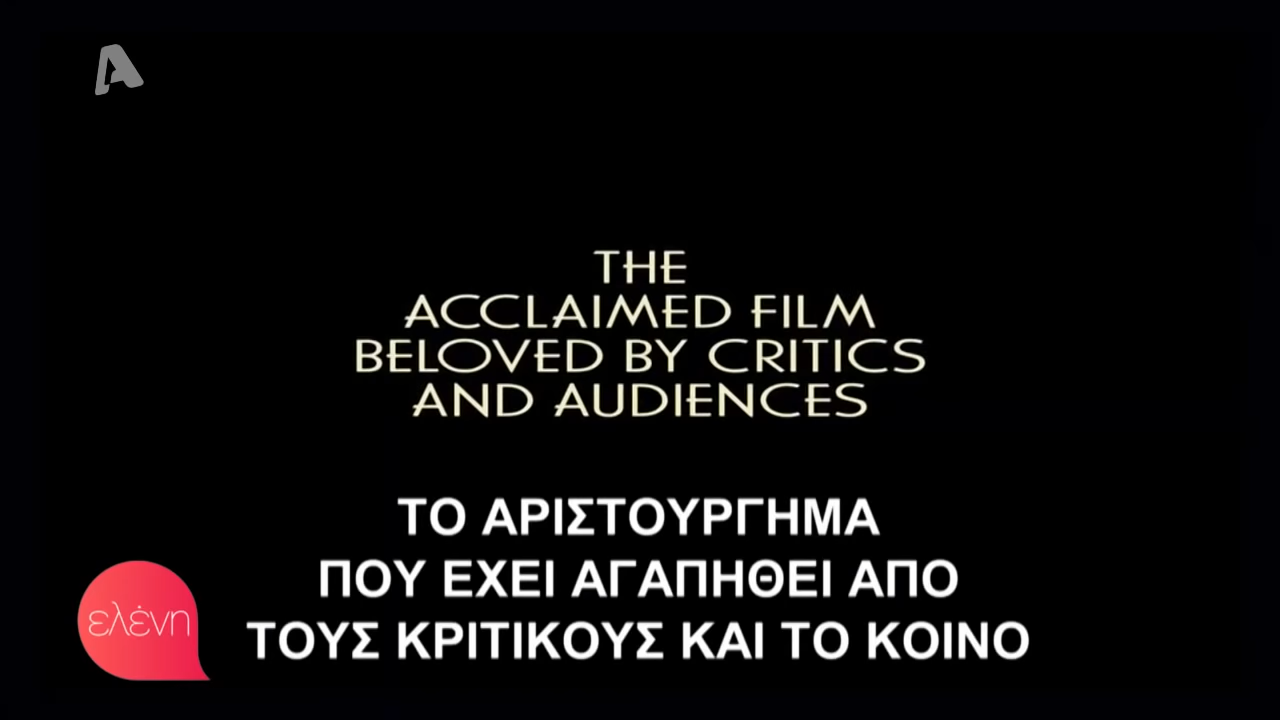 THE
ACCLAIMED FILM
BELOVED BY CRITICS
AND AUDIENCES
ΤΟ ΑΡΙΣΤΟΥΡΓΗΜΑ
ΠΟΥ ΕΧΕΙ ΑΓΑΠΗΘΕΙ ΑΠΟ
ΤΟΥΣ ΚΡΙΤΙΚΟΥΣ ΚΑΙ ΤΟ ΚΟΙΝΟ
ελένη